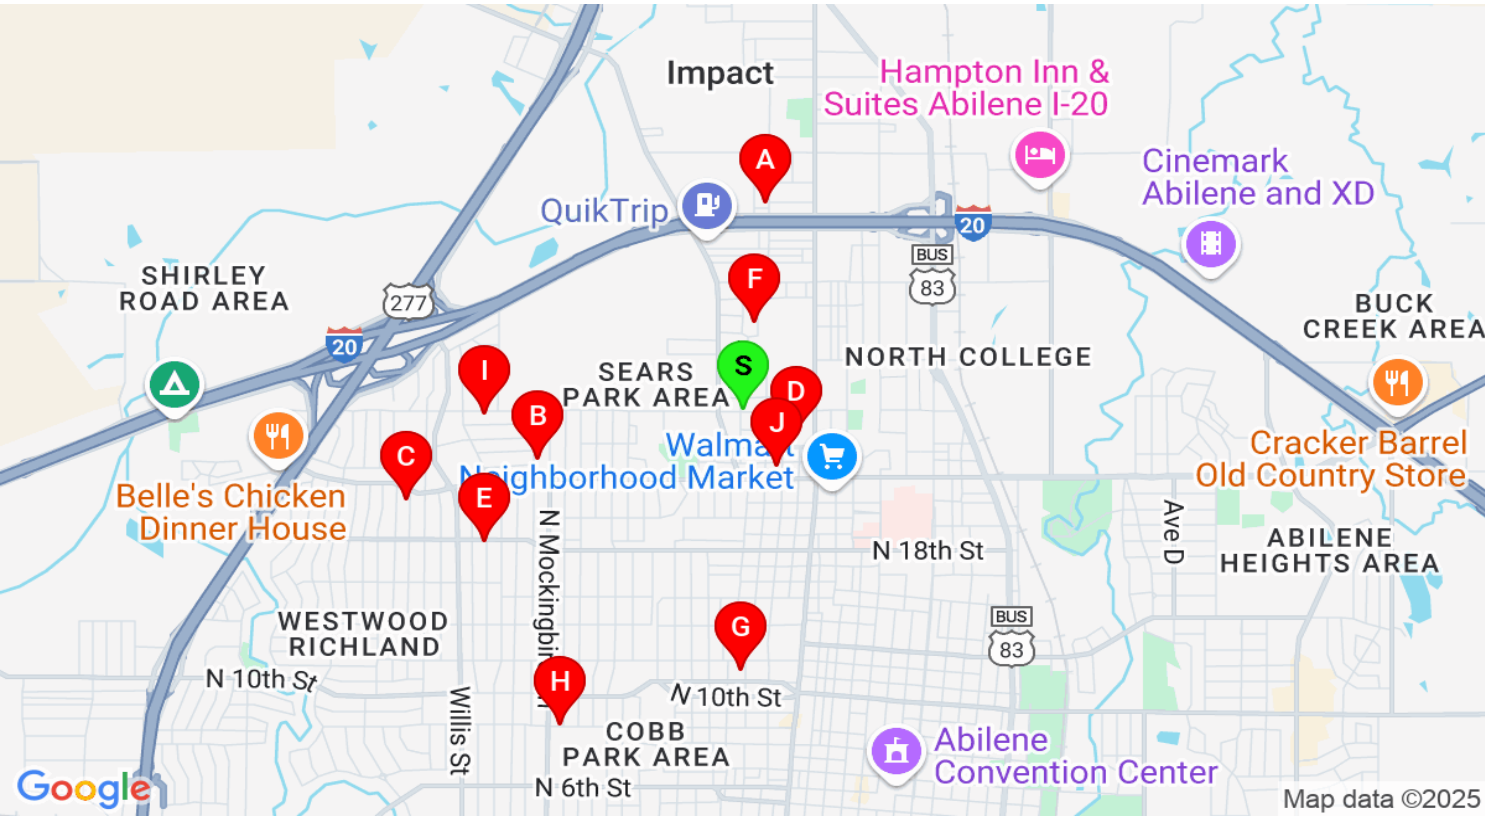 Impact
Hampton Inn &
Suites Abilene I-20
A
Cinemark
Abilene and XD
QuikTrip
20
BUS
83
F
SHIRLEY
ROAD AREA
277
BUCK
CREEK AREA
20
I
SEARS
PARK AREA
S
NORTH COLLEGE
D
B
J
C
Walmart
Neighborhood Market
E
Cracker Barrel
Old Country Store
Belle's Chicken
Dinner House
N Mockingbird
Ave D
N 18th St
ABILENE
HEIGHTS AREA
WESTWOOD
RICHLAND
G
BUS
83
N 10th St
H
N 10th St
Willis St
COBB
PARK AREA
Abilene
Convention Center
N 6th St
Google
Map data ©2025